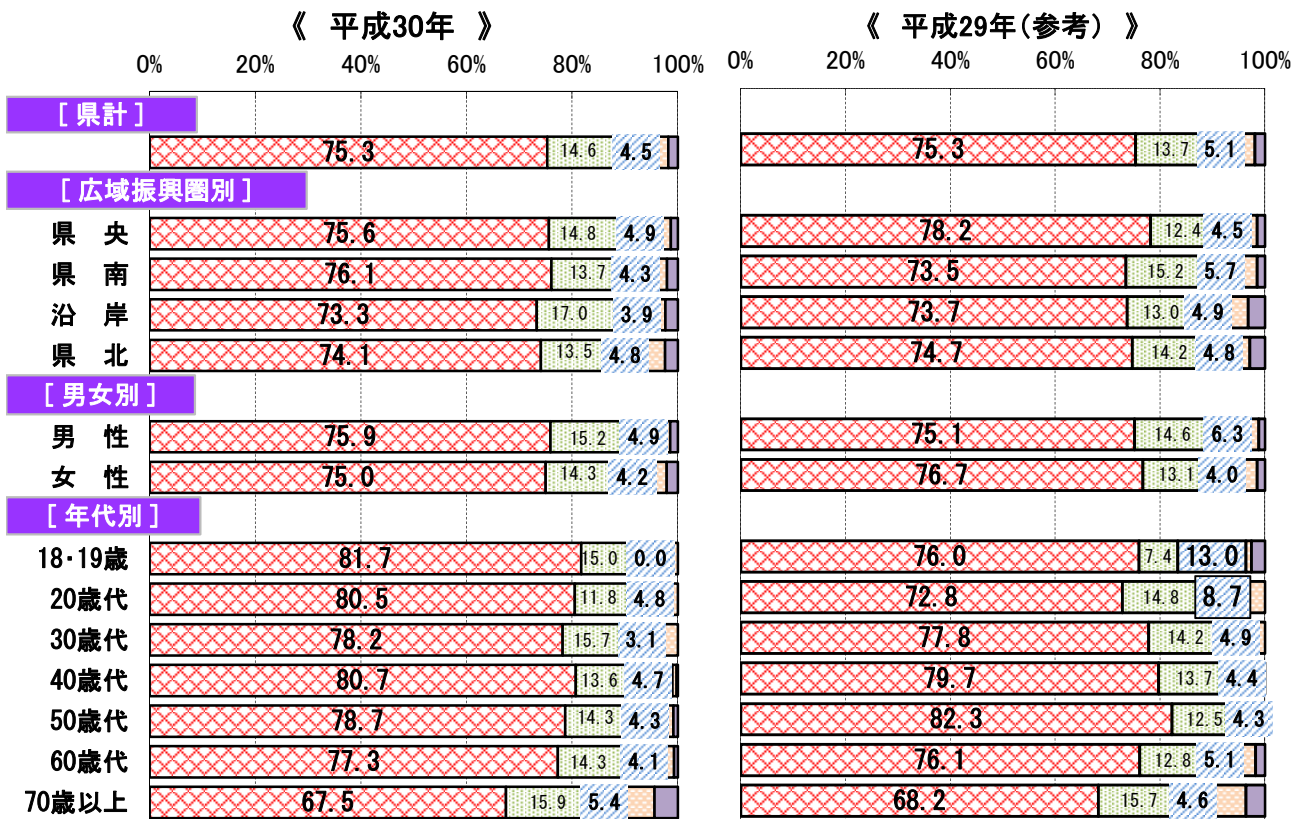 《 平成30年 》 《 平成29年(参考) 》
0% 20% 40% 60% 80% 100% 0% 20% 40% 60% 80% 100%
[ 県計 ]
75.3 14.6 4.5 75.3 13.7 5.1
[ 広域振興圏別 ]
県 央 75.6 14.8 4.9 78.2 12.4 4.5
県 南 76.1 13.7 4.3 73.5 15.2 5.7
沿 岸 73.3 17.0 3.9 73.7 13.0 4.9
県 北 74.1 13.5 4.8 74.7 14.2 4.8
[ 男女別 ]
男 性 75.9 15.2 4.9 75.1 14.6 6.3
女 性 75.0 14.3 4.2 76.7 13.1 4.0
[ 年代別 ]
18・19歳 81.7 15.0 0.0 76.0 7.4 13.0
20歳代 80.5 11.8 4.8 72.8 14.8 8.7
30歳代 78.2 15.7 3.1 77.8 14.2 4.9
40歳代 80.7 13.6 4.7 79.7 13.7 4.4
50歳代 78.7 14.3 4.3 82.3 12.5 4.3
60歳代 77.3 14.3 4.1 76.1 12.8 5.1
70歳以上 67.5 15.9 5.4 68.2 15.7 4.6